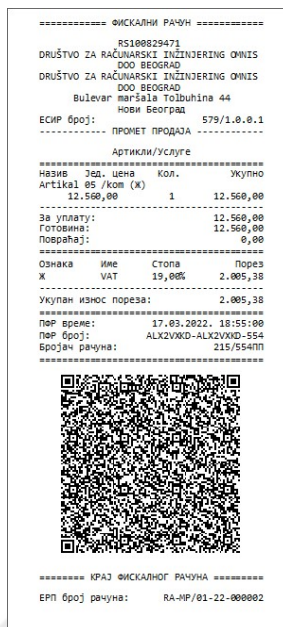 ============ ФИСКАЛНИ РАЧУН ============
RS100829471
DRUŠTVO ZA RAČUNARSKI INŽINJERING OMNIS
DOO BEOGRAD
DRUŠTVO ZA RAČUNARSKI INŽINJERING OMNIS
DOO BEOGRAD
Bulevar maršala Tolbuhina 44
Нови Београд
ЕСИР број: 579/1.0.0.1
------------ ПРОМЕТ ПРОДАЈА ------------
Артикли/Услуге
========================================
Назив Јед. цена Кол. Укупно
Artikal 05 /kom (Ж)
12.560,00 1 12.560,00
----------------------------------------
За уплату: 12.560,00
Готовина: 12.560,00
Повраћај: 0,00
========================================
Ознака Име Стопа Порез
Ж VAT 19,00% 2.005,38
----------------------------------------
Укупан износ пореза: 2.005,38
========================================
ПФР време: 17.03.2022. 18:55:00
ПФР број: ALX2VXKD-ALX2VXKD-554
Бројач рачуна: 215/554ПП
========================================
======== КРАЈ ФИСКАЛНОГ РАЧУНА =========
ЕРП број рачуна: RA-MP/01-22-000002